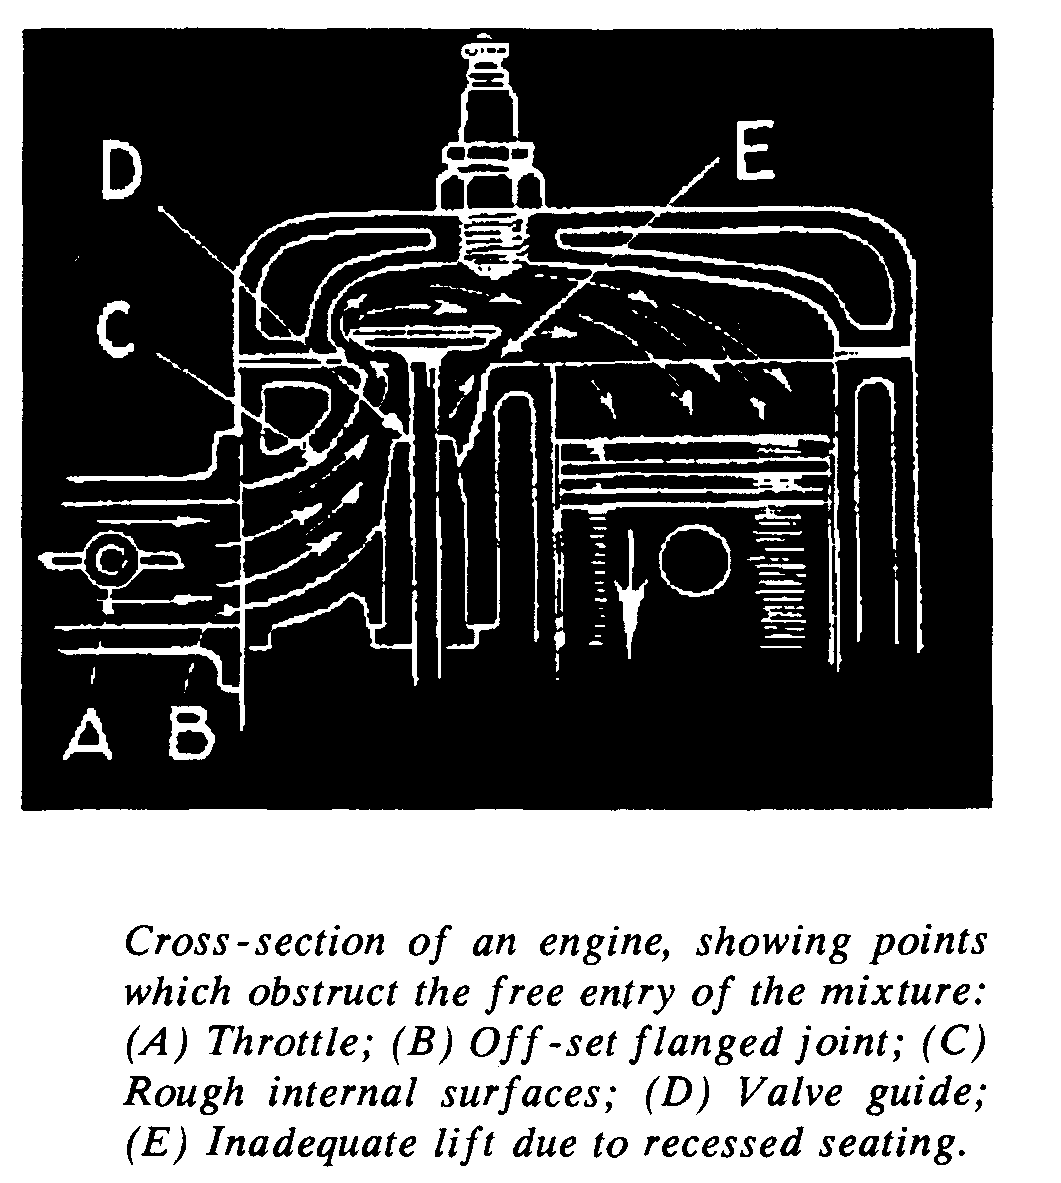 D
E
C
A B
Cross-section of an engine, showing points
which obstruct the free entry of the mixture:
(A) Throttle; (B) Off-set flanged joint; (C)
Rough internal surfaces; (D) Valve guide;
(E) Inadequate lift due to recessed seating.